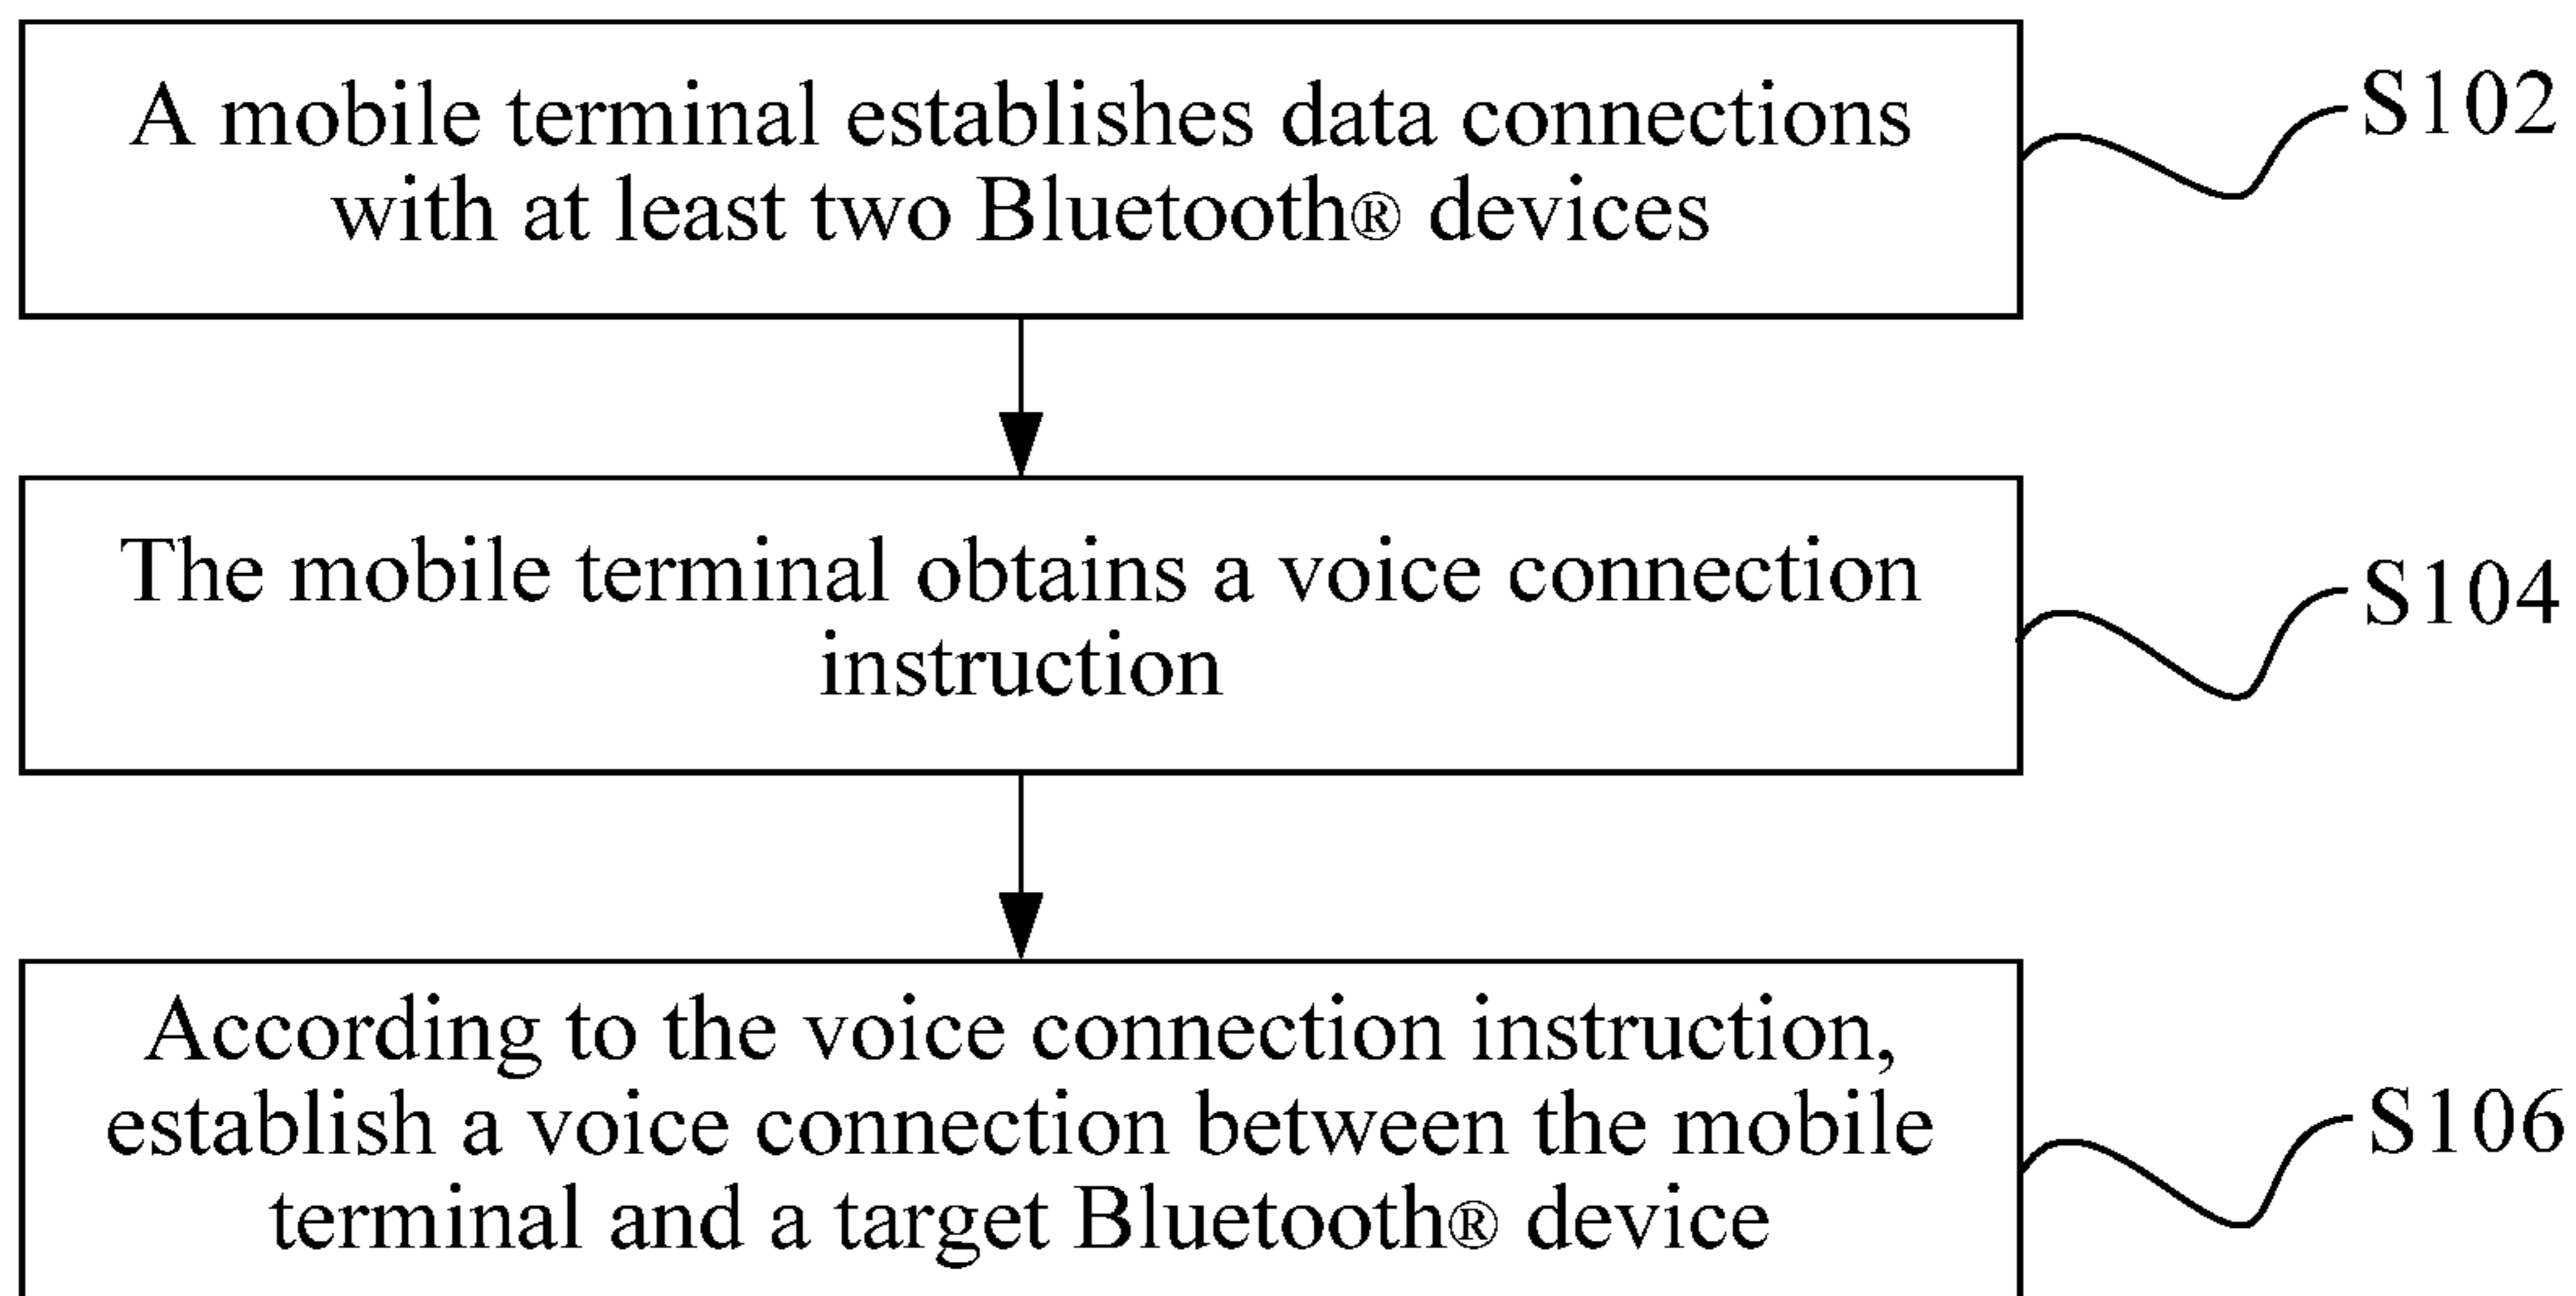 A mobile terminal establishes data connections
with at least two Bluetooth® devices
S102
The mobile terminal obtains a voice connection
instruction
S104
According to the voice connection instruction,
establish a voice connection between the mobile
terminal and a target Bluetooth® device
S106